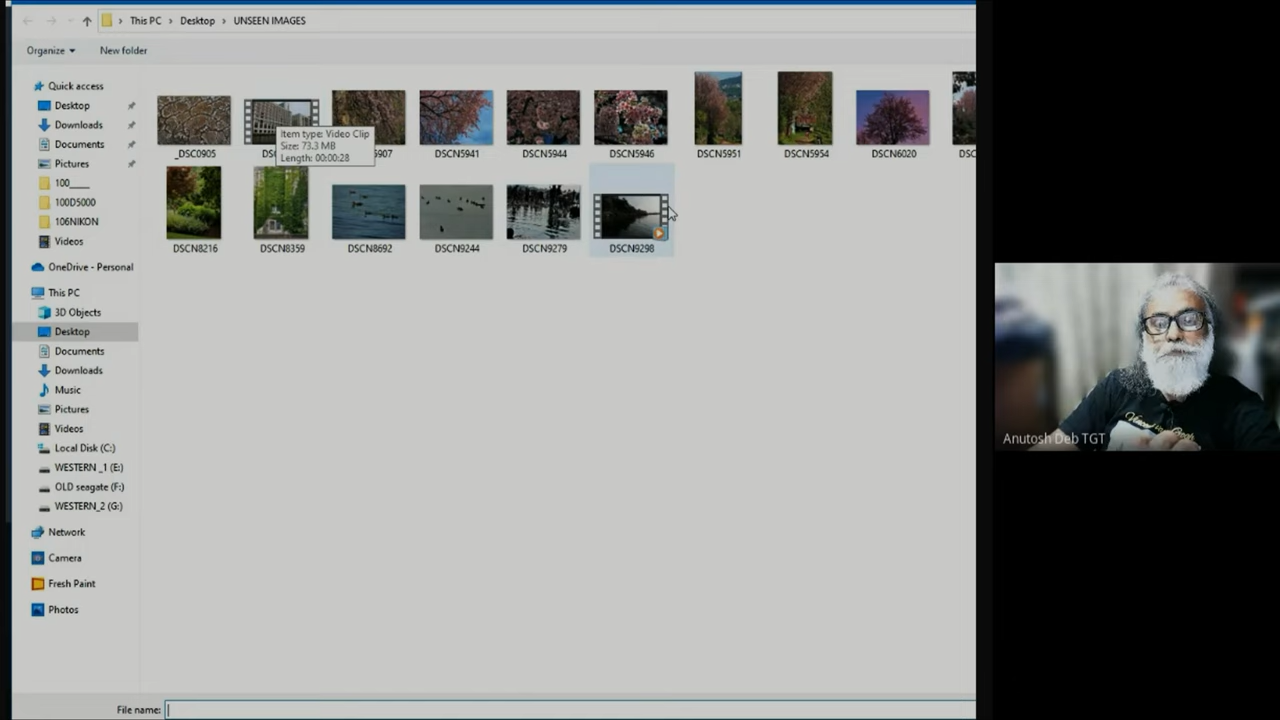 This PC > Desktop > UNSEEN IMAGES
Organize New folder
Quick access
Desktop
Downloads
Documents
Pictures
100____
100D5000
106NIKON
Videos
OneDrive - Personal
This PC
3D Objects
Desktop
Documents
Downloads
Music
Pictures
Videos
Local Disk (C:)
WESTERN _1 (E:)
OLD seagate (F:)
WESTERN_2 (G:)
Network
Camera
Fresh Paint
Photos
_DSC0905
Item type: Video Clip
Size: 73.3 MB
Length: 00:00:28
DSCN5941 DSCN5944 DSCN5946 DSCN5951 DSCN5954 DSCN6020
DSCN8216 DSCN8359 DSCN8692 DSCN9244 DSCN9279 DSCN9298
File name:
Anutosh Deb TGT